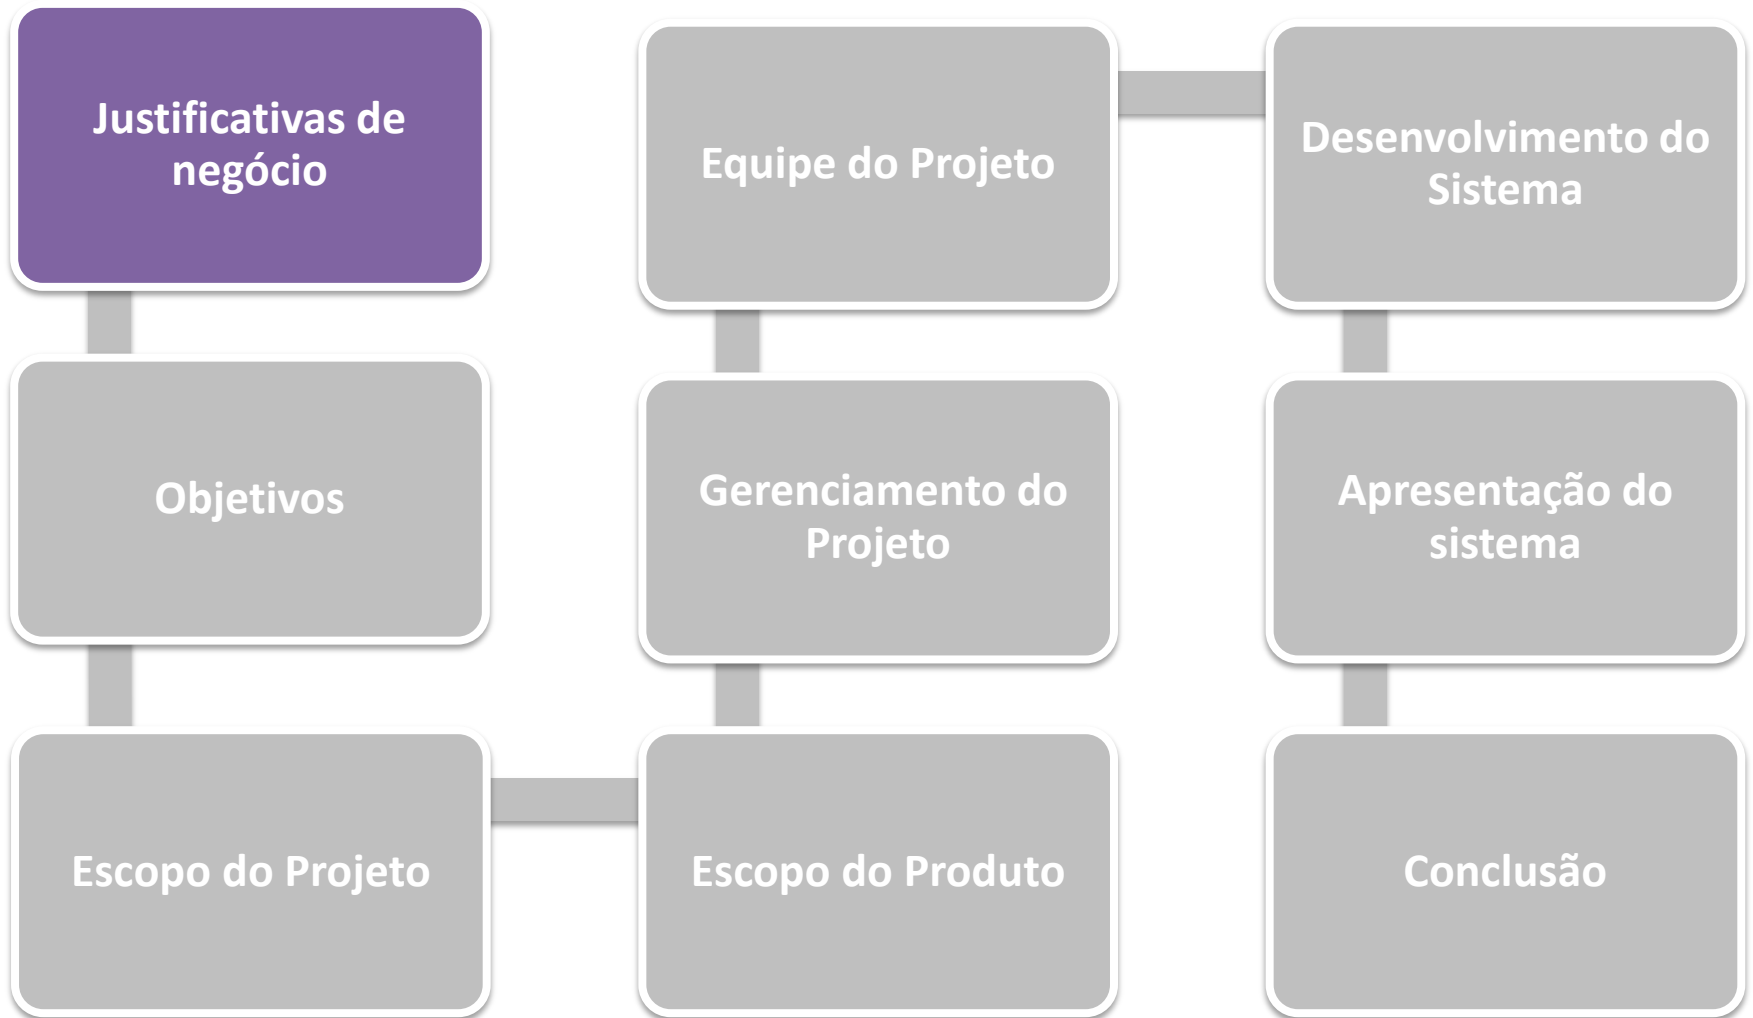 Justificativas de
negócio
Objetivos
Escopo do Projeto
Escopo do Produto
Gerenciamento do
Projeto
Equipe do Projeto
Desenvolvimento do
Sistema
Apresentação do
sistema
Conclusão